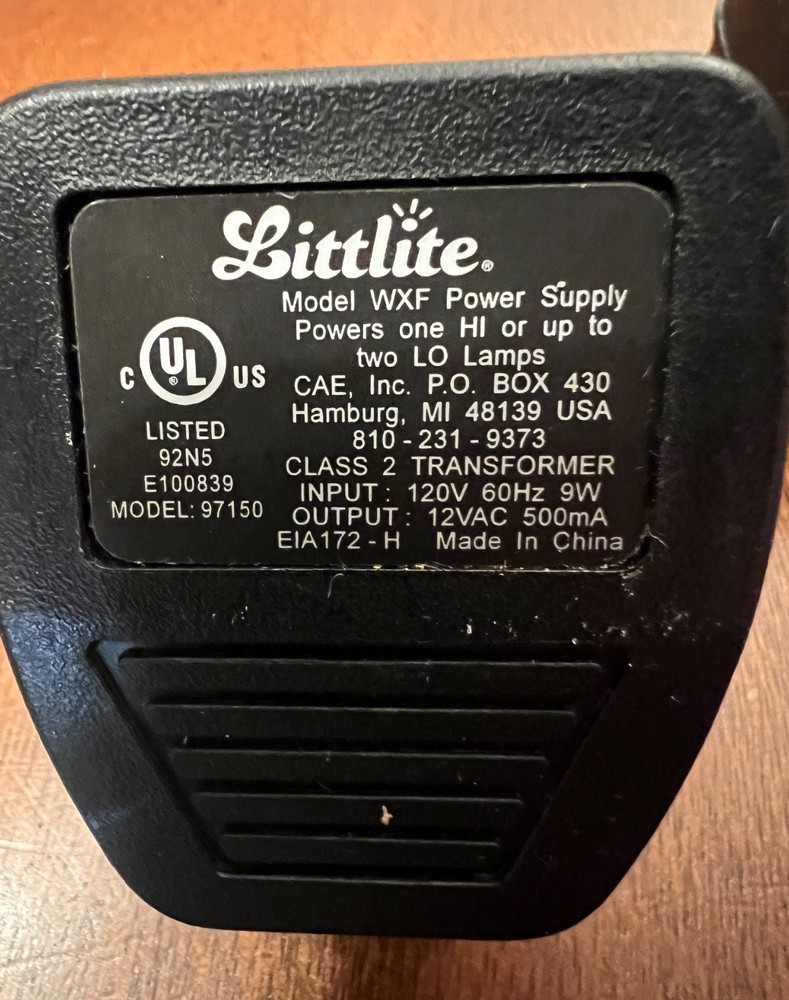 Littlite®
Model WXF Power Supply
Powers one HI or up to
two LO Lamps
CAE, Inc. P.O. BOX 430
Hamburg, MI 48139 USA
810-231-9373
CLASS 2 TRANSFORMER
INPUT: 120V 60Hz 9W
OUTPUT: 12VAC 500mA
EIA172-H Made In China
C UL® US
LISTED
92N5
E100839
MODEL: 97150